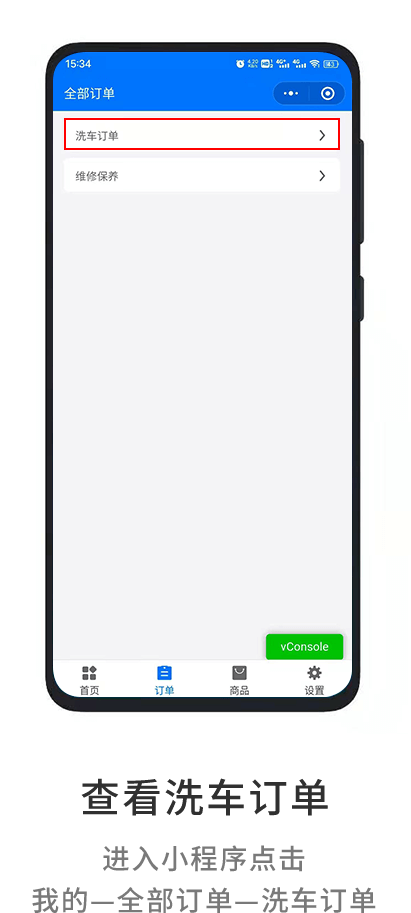 15:34
全部订单
洗车订单
维修保养
vConsole
首页
订单
商品
设置
查看洗车订单
进入小程序点击
我的—全部订单—洗车订单